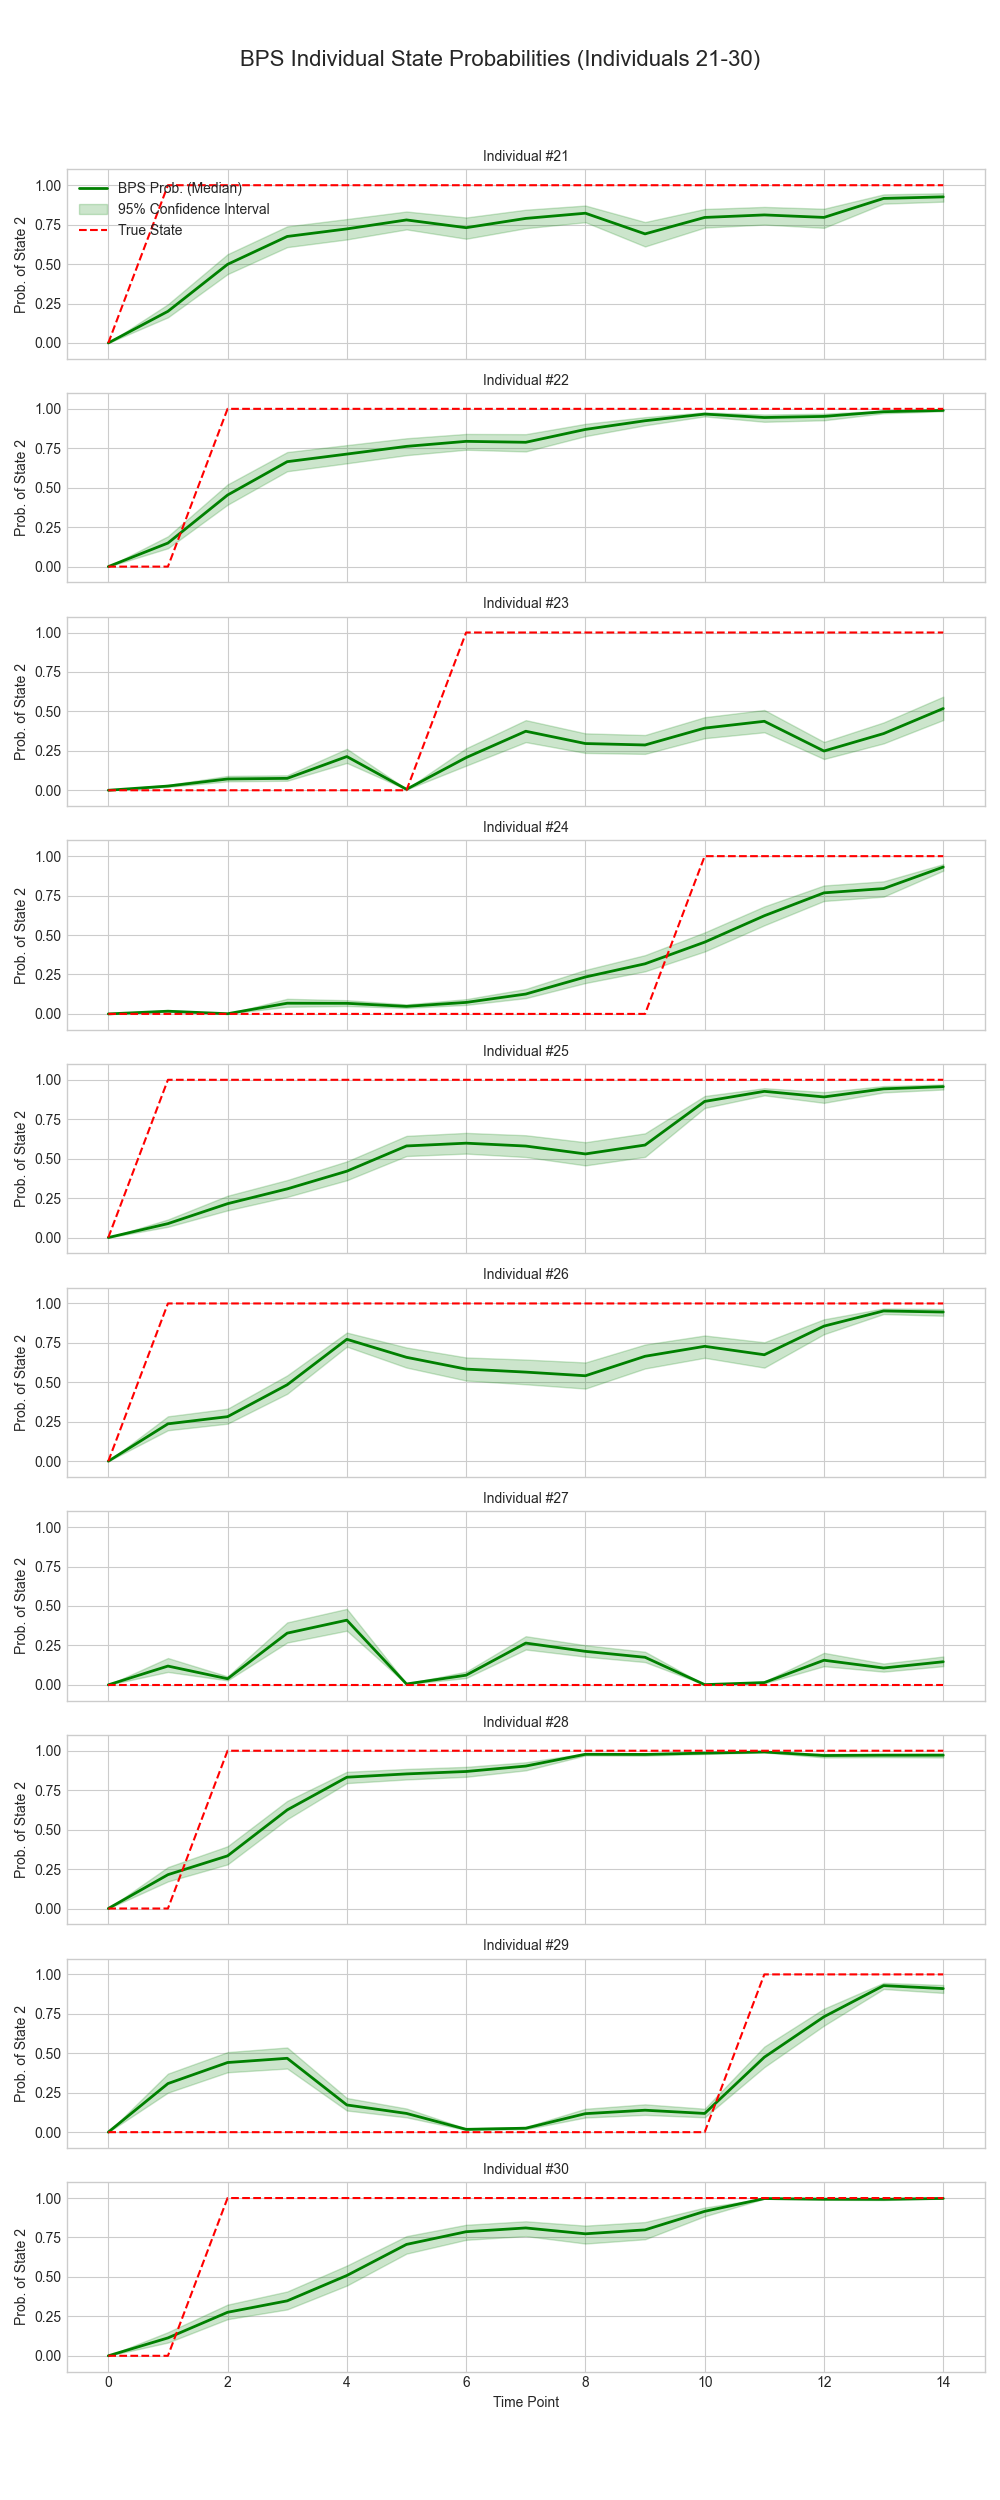 BPS Individual State Probabilities (Individuals 21-30)
Individual #21
BPS Prob. (Median)
95% Confidence Interval
True State
Prob. of State 2
1.00
0.75
0.50
0.25
0.00
Individual #22
Prob. of State 2
1.00
0.75
0.50
0.25
0.00
Individual #23
Prob. of State 2
1.00
0.75
0.50
0.25
0.00
Individual #24
Prob. of State 2
1.00
0.75
0.50
0.25
0.00
Individual #25
Prob. of State 2
1.00
0.75
0.50
0.25
0.00
Individual #26
Prob. of State 2
1.00
0.75
0.50
0.25
0.00
Individual #27
Prob. of State 2
1.00
0.75
0.50
0.25
0.00
Individual #28
Prob. of State 2
1.00
0.75
0.50
0.25
0.00
Individual #29
Prob. of State 2
1.00
0.75
0.50
0.25
0.00
Individual #30
Prob. of State 2
1.00
0.75
0.50
0.25
0.00
0 2 4 6 8 10 12 14
Time Point